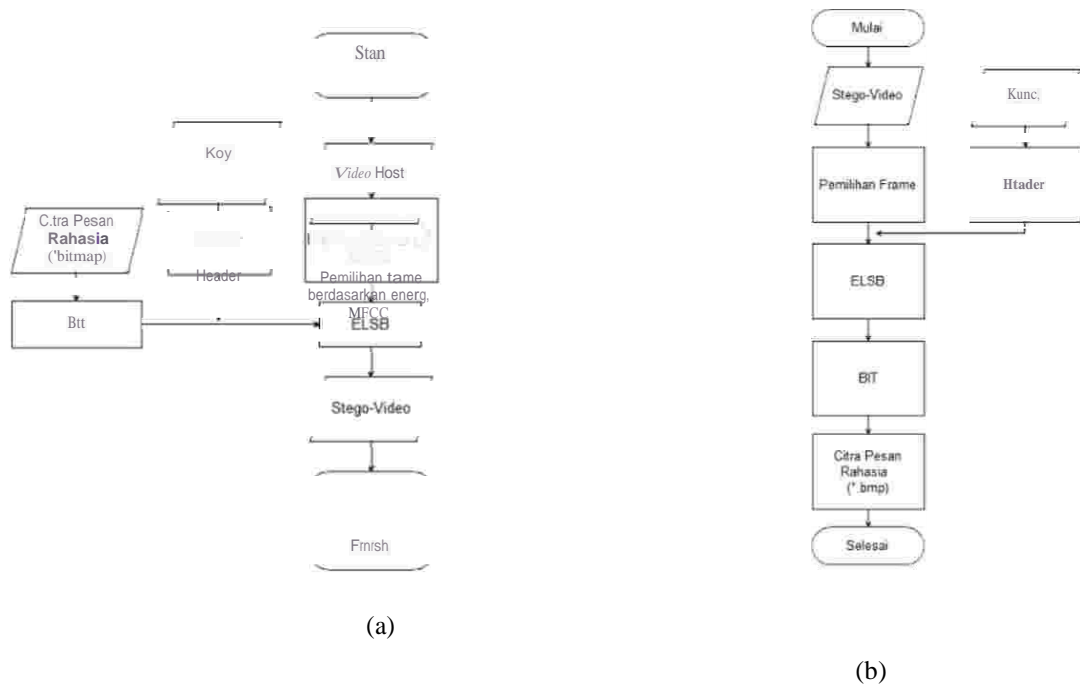 Stan
Koy
Video Host
C.tra Pesan
Rahasia
('bitmap)
Header
Pemilihan tame
berdasarkan energ,
MFCC
Btt
ELSB
Stego-Video
Frnrsh
(a)
Mulai
Stego-Video
Kunc,
Pemilihan Frame
Htader
ELSB
BIT
Citra Pesan
Rahasia
(*.bmp)
Selesai
(b)